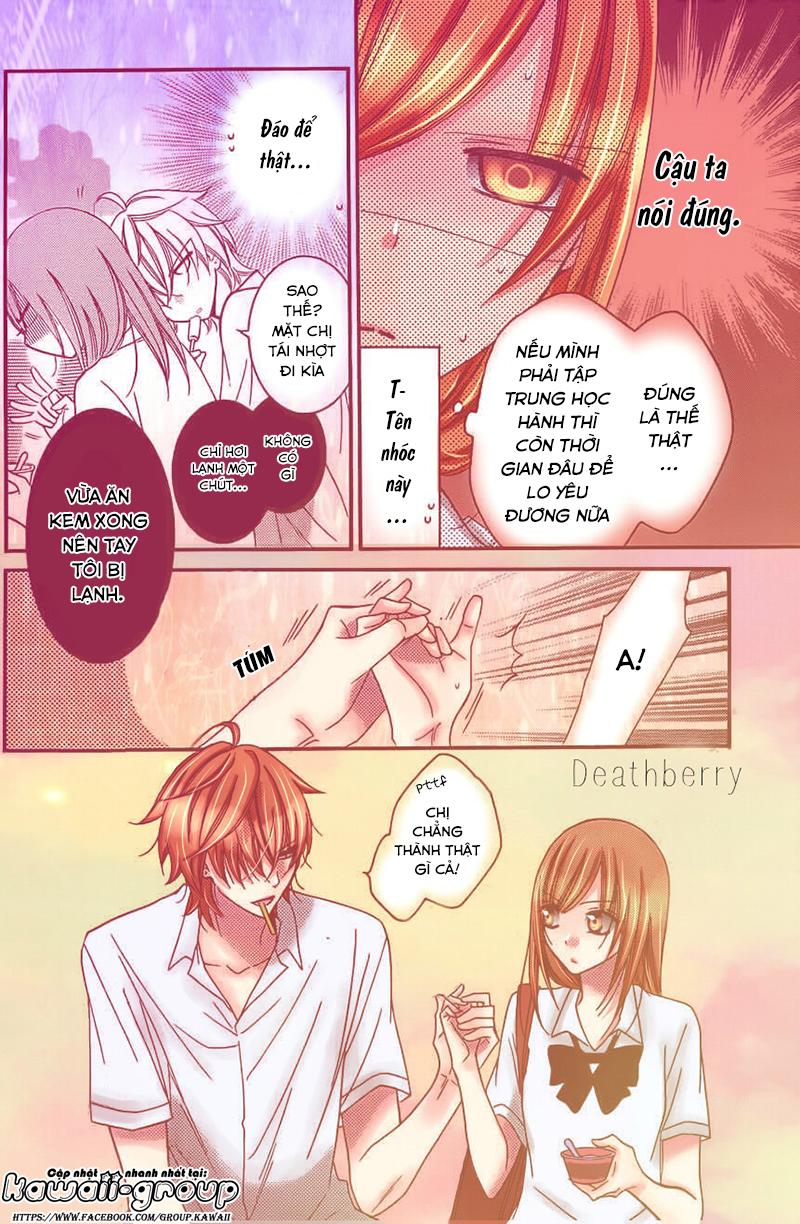 Cậu ta
nói đúng.
ĐÚNG
LÀ THẾ
THẬT
...
NẾU MÌNH
PHẢI TẬP
TRUNG HỌC
HÀNH THÌ
CÒN THỜI
GIAN ĐÂU ĐỂ
LO YÊU
ĐƯƠNG NỮA
T-
Tên
nhóc
này
...
Đáo để
thật...
SAO
THẾ?
MẶT CHỊ
TÁI NHỢT
ĐI KÌA
KHÔNG
CÓ
GÌ
CHỈ HƠI
LẠNH MỘT
CHÚT...
VỪA ĂN
KEM XONG
NÊN TAY
TÔI BỊ
LẠNH.
A!
TÚM
Deathberry
pttf
CHỊ
CHẲNG
THÀNH THẬT
GÌ CẢ!
Cập nhật nhanh nhất tại:
kawaii-group
HTTPS://WWW.FACEBOOK.COM/GROUP.KAWAII